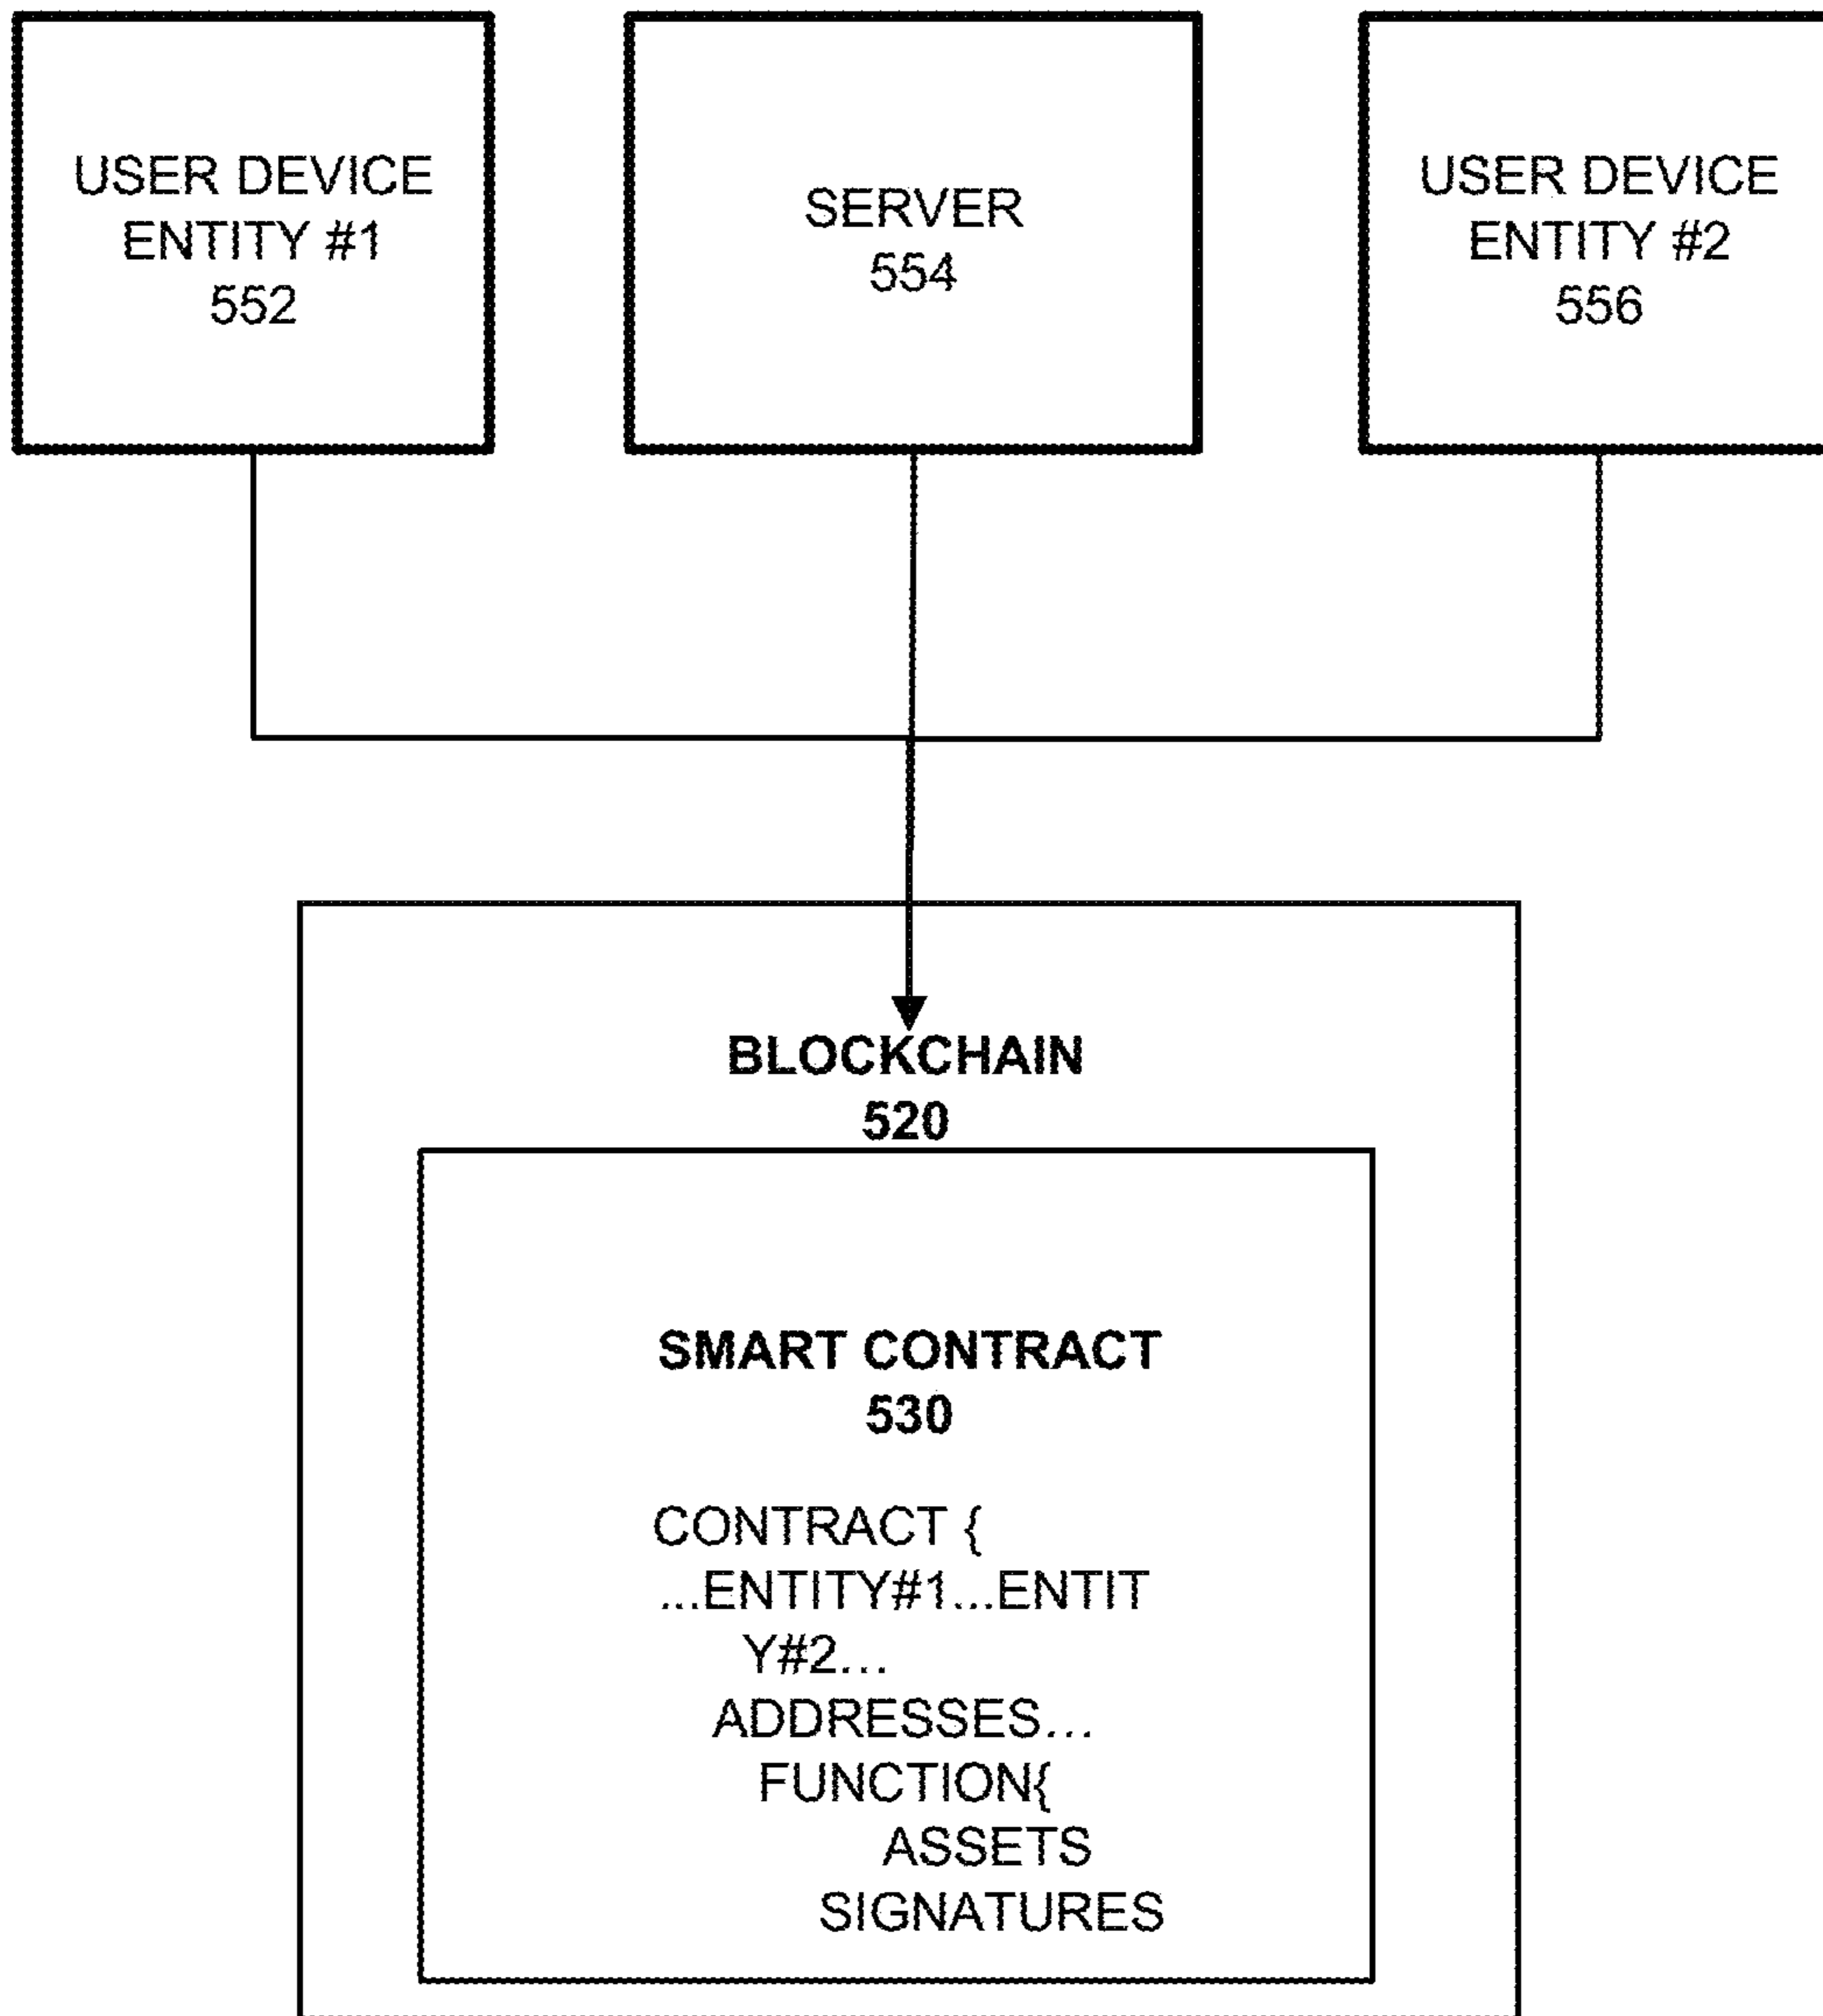 USER DEVICE
ENTITY #1
552
SERVER
554
USER DEVICE
ENTITY #2
556
BLOCKCHAIN
520
SMART CONTRACT
530
CONTRACT {
...ENTITY#1...ENTIT
Y#2...
ADDRESSES...
FUNCTION{
ASSETS
SIGNATURES